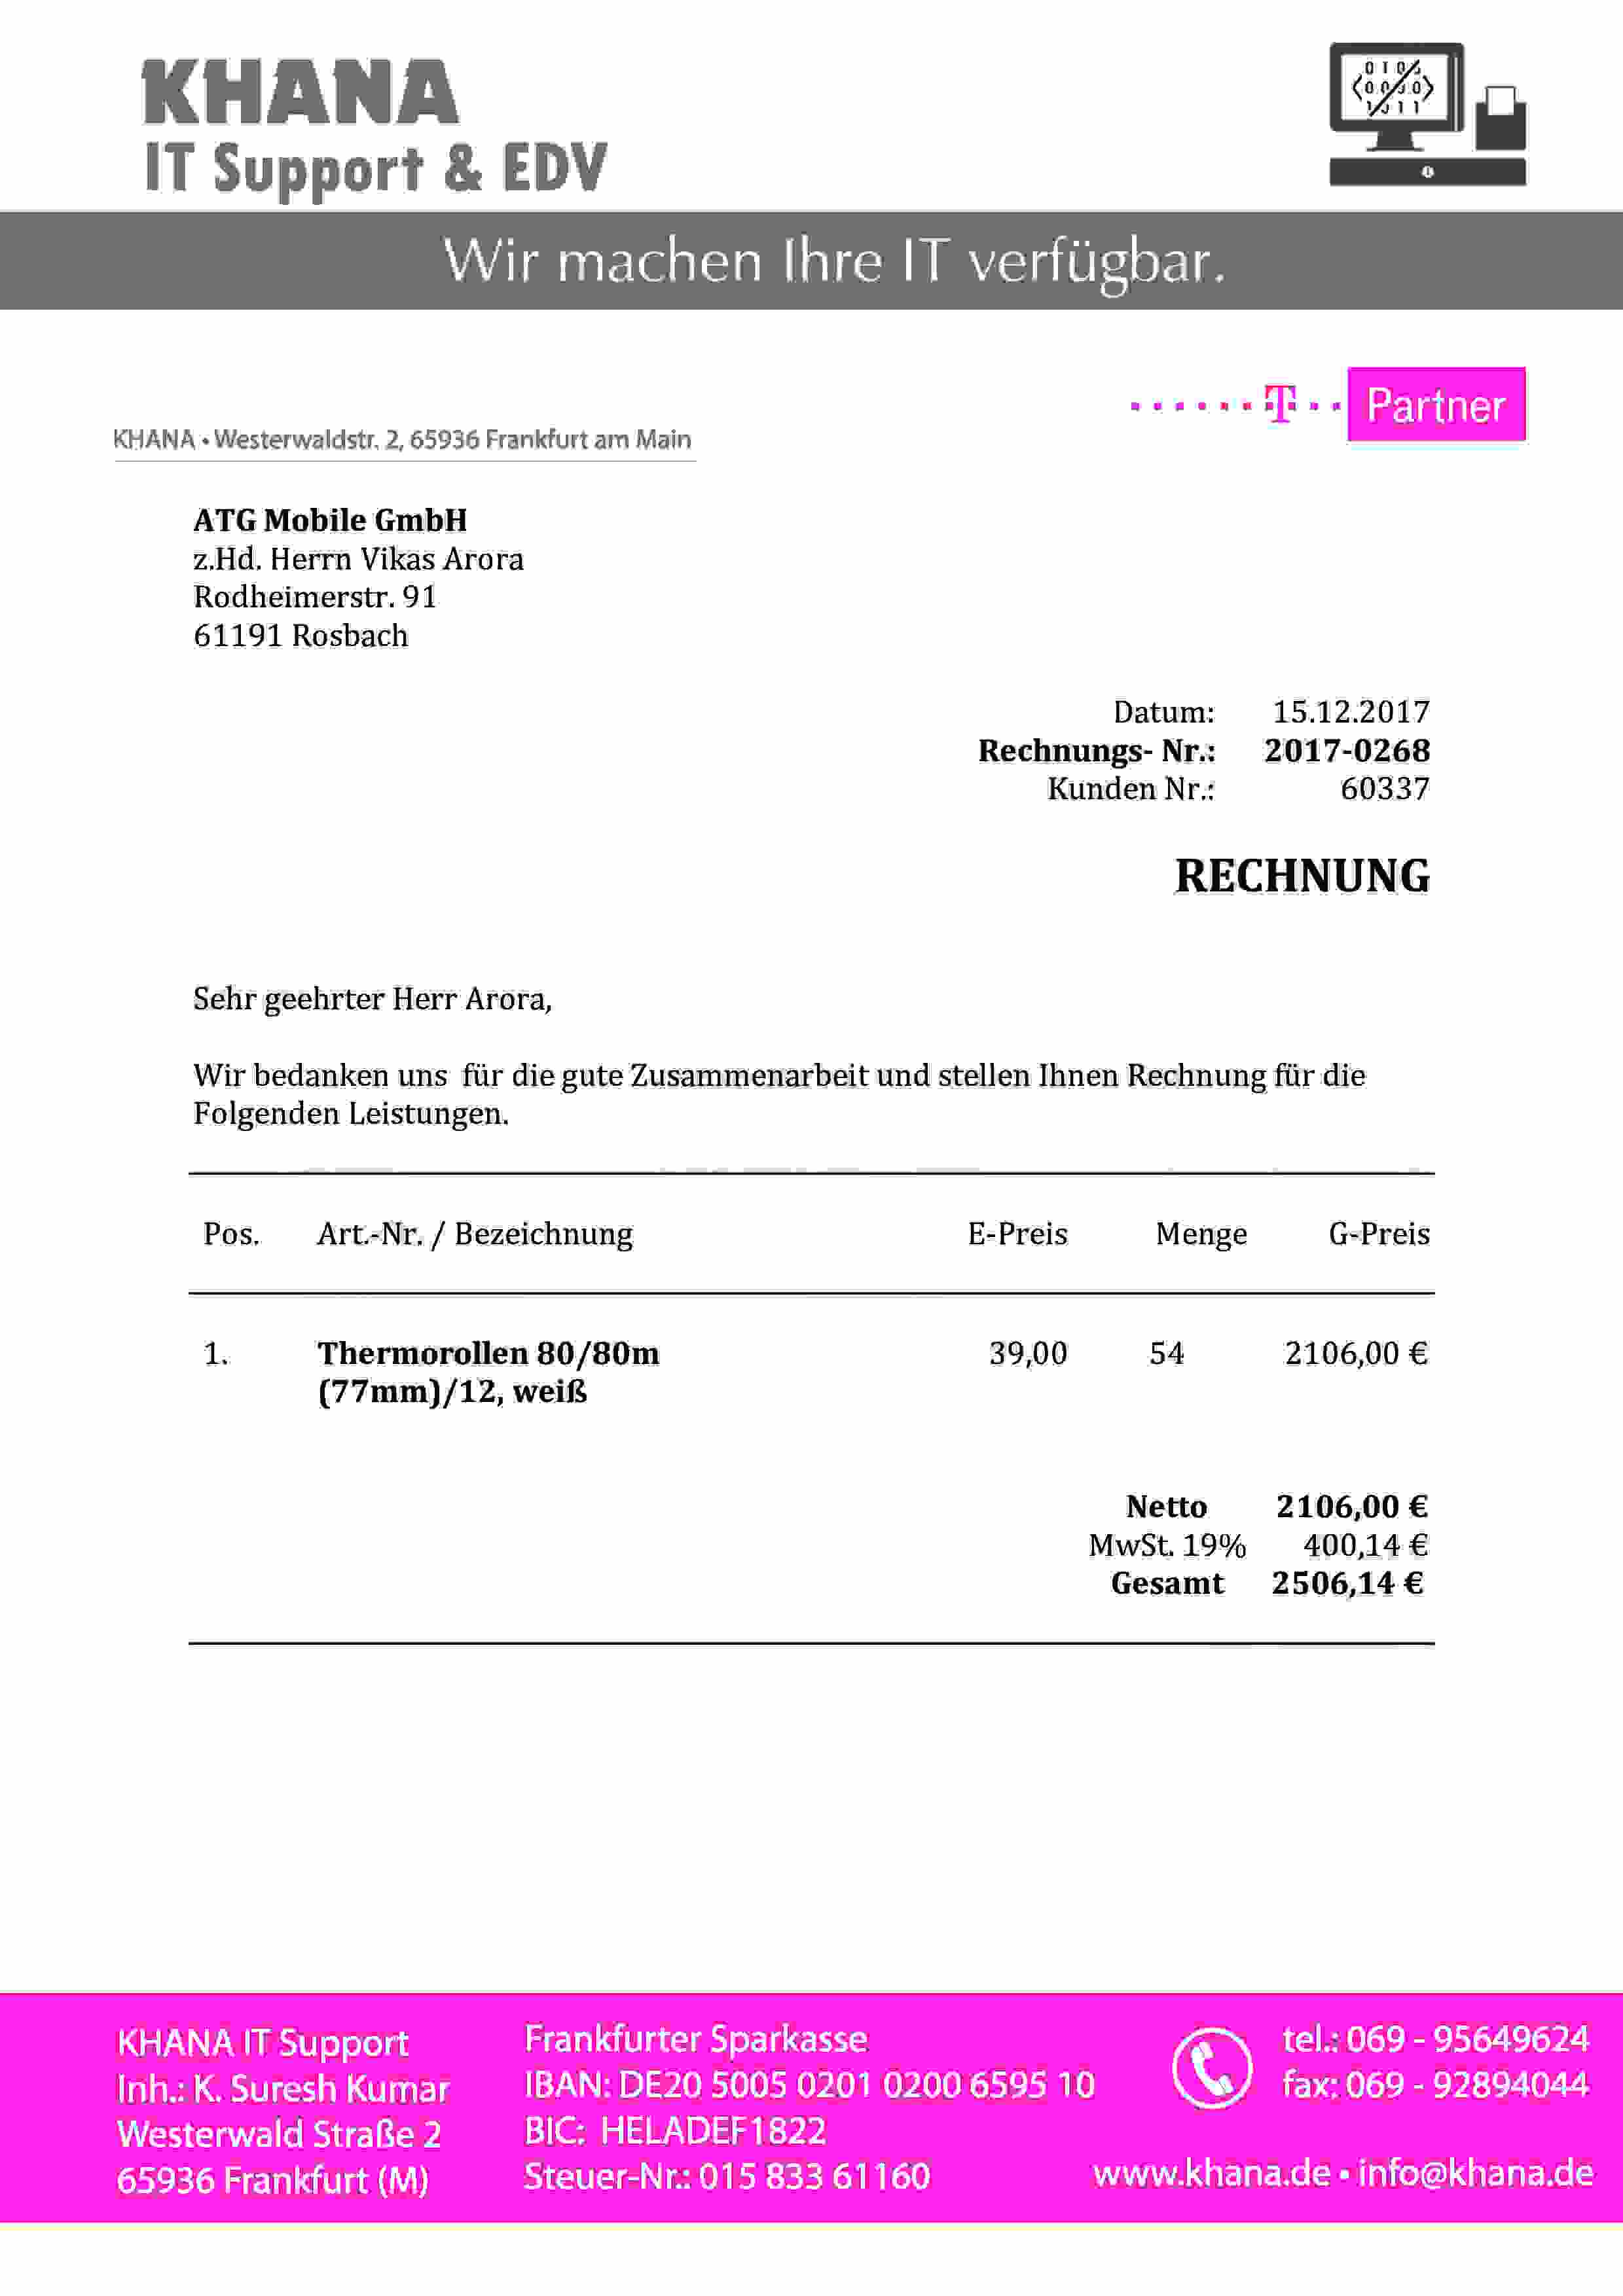 KHANA
IT Support & EDV
Wir machen Ihre IT verfügbar.
T Partner
KHANA • Westerwaldstr. 2, 65936 Frankfurt am Main
ATG Mobile GmbH
z.Hd. Herrn Vikas Arora
Rodheimerstr. 91
61191 Rosbach
Datum: 15.12.2017
Rechnungs- Nr.: 2017-0268
Kunden Nr.: 60337
RECHNUNG
Sehr geehrter Herr Arora,
Wir bedanken uns für die gute Zusammenarbeit und stellen Ihnen Rechnung für die
Folgenden Leistungen.
Pos. Art.-Nr. / Bezeichnung E-Preis Menge G-Preis
1. Thermorollen 80/80m 39,00 54 2106,00 €
(77mm)/12, weiß
Netto 2106,00 €
MwSt. 19% 400,14 €
Gesamt 2506,14 €
KHANA IT Support
Inh.: K. Suresh Kumar
Westerwald Straße 2
65936 Frankfurt (M)
Frankfurter Sparkasse
IBAN: DE20 5005 0201 0200 6595 10
BIC: HELADEF1822
Steuer-Nr.: 015 833 61160
tel.: 069 - 95649624
fax: 069 - 92894044
www.khana.de • info@khana.de